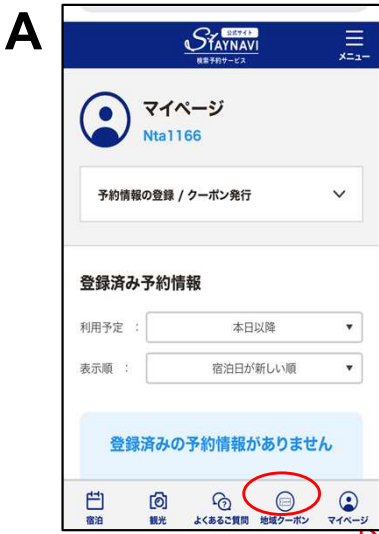 A
公式サイト
STAYNAVI
検索予約サービス
メニュー
マイページ
Nta1166
予約情報の登録 / クーポン発行
登録済み予約情報
利用予定 : 本日以降 ▼
表示順 : 宿泊日が新しい順 ▼
登録済みの予約情報がありません
宿泊 観光 よくあるご質問 地域クーポン マイページ